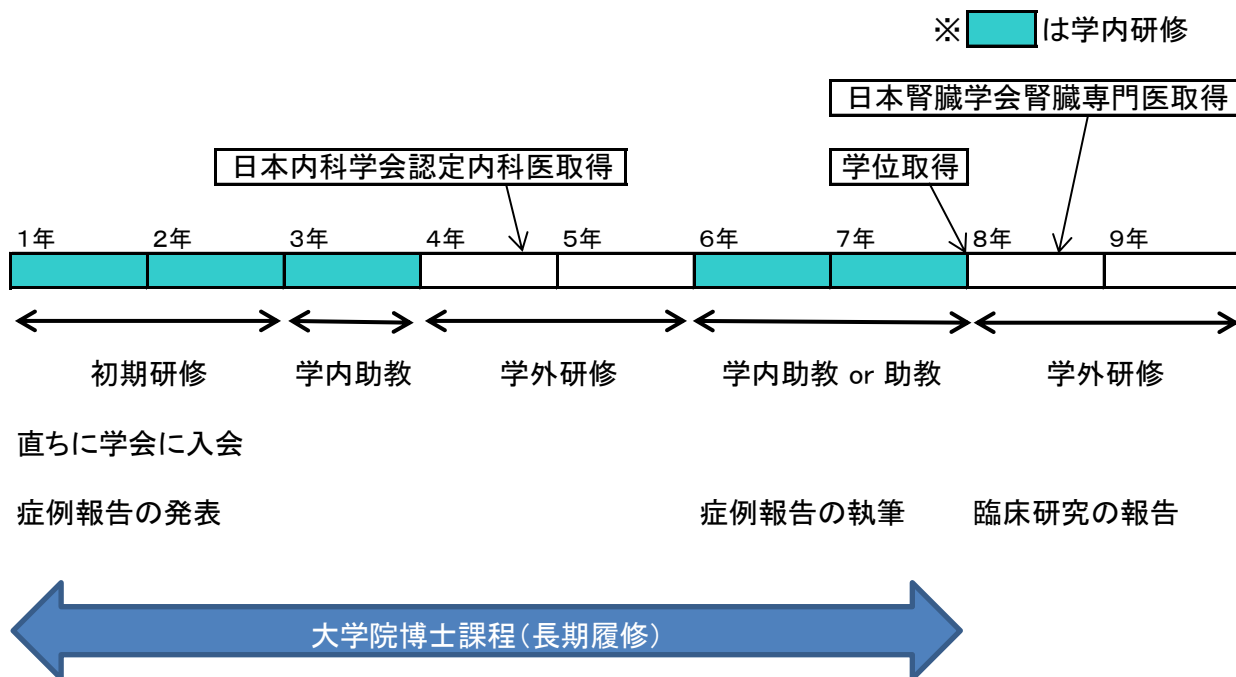 ※ は学内研修
日本腎臓学会腎臓専門医取得
日本内科学会認定内科医取得
学位取得
1年 2年 3年 4年 5年 6年 7年 8年 9年
初期研修 学内助教 学外研修 学内助教 or 助教 学外研修
直ちに学会に入会
症例報告の発表 症例報告の執筆 臨床研究の報告
大学院博士課程(長期履修)